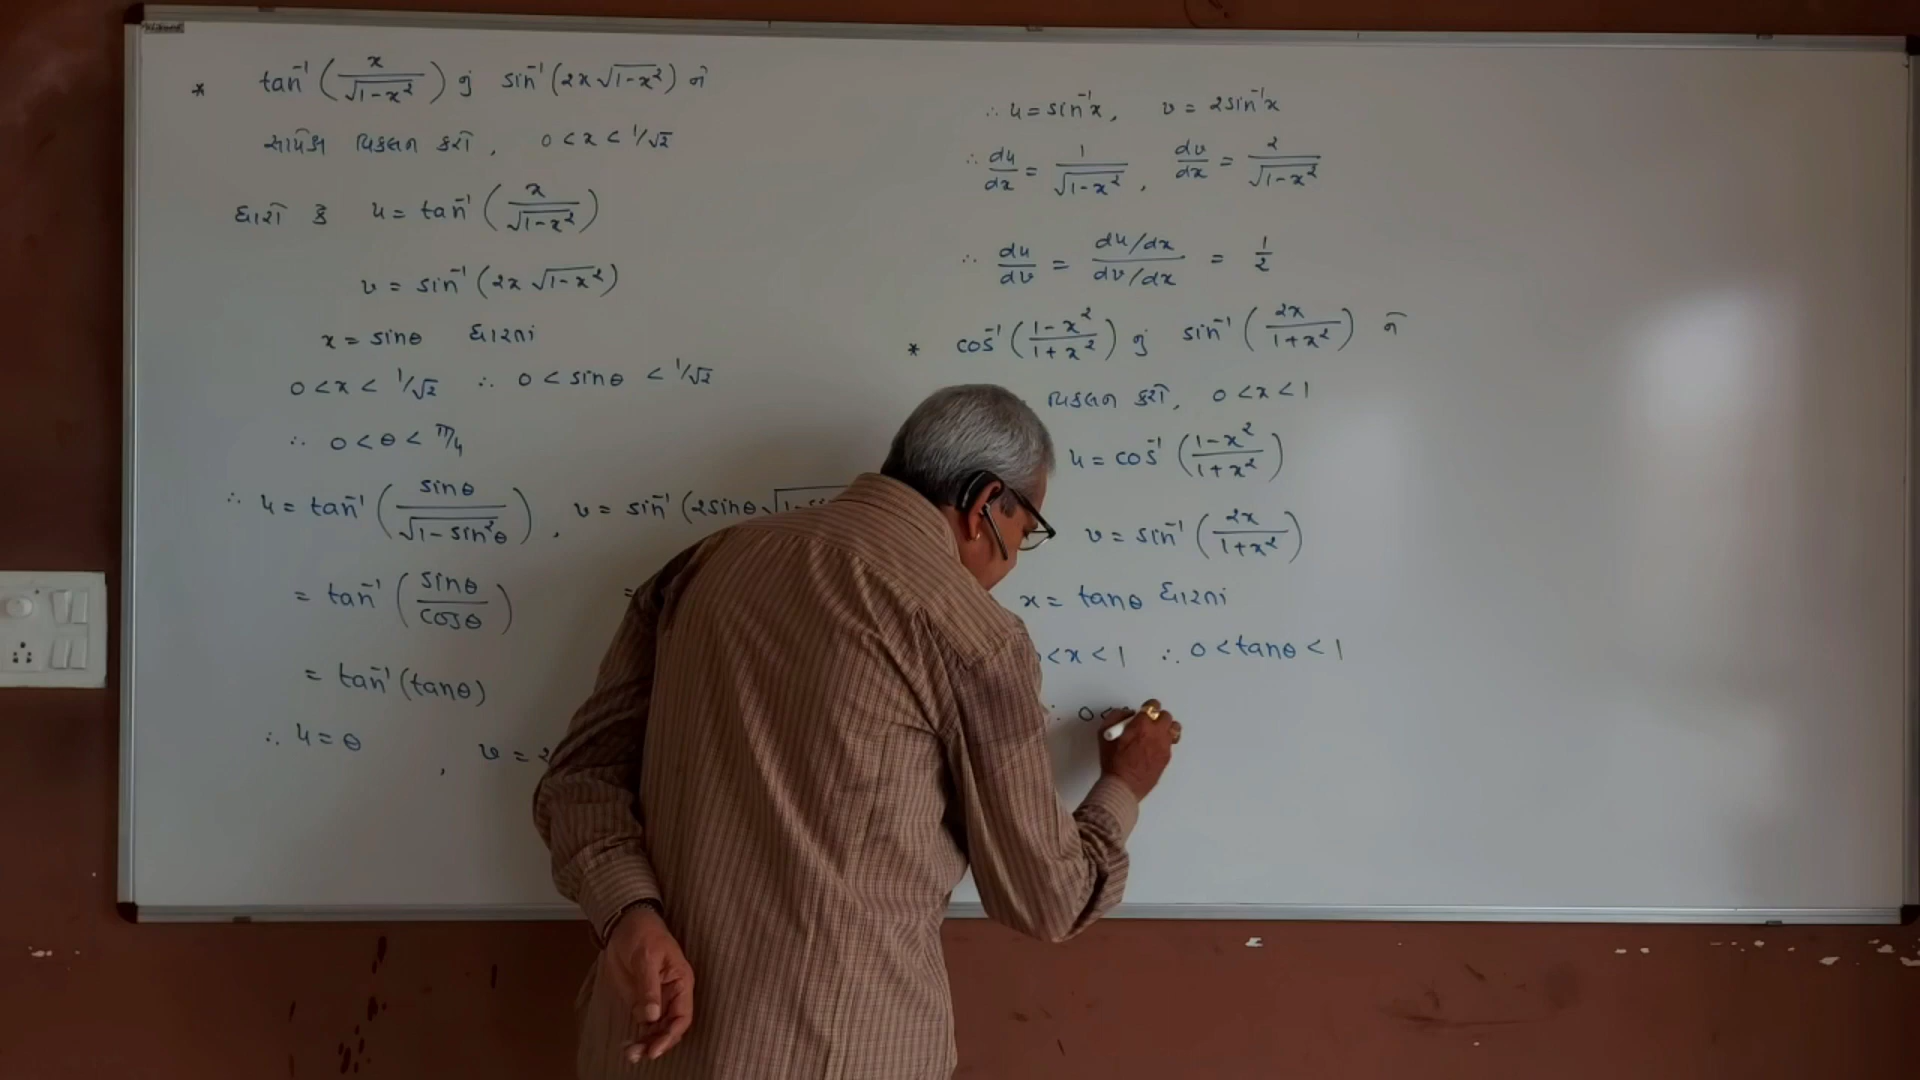 * tan⁻¹ (x / √(1-x²)) નું sin⁻¹ (2x √(1-x²)) ને
સાપેક્ષ વિકલન કરો, 0 < x < 1/√2
ધારો કે u = tan⁻¹ (x / √(1-x²))
v = sin⁻¹ (2x √(1-x²))
x = sinθ ધારતાં
0 < x < 1/√2 ∴ 0 < sinθ < 1/√2
∴ 0 < θ < π/4
∴ u = tan⁻¹ (sinθ / √(1-sin²θ)), v = sin⁻¹ (2sinθ √
= tan⁻¹ (sinθ / cosθ) =
= tan⁻¹ (tanθ)
∴ u = θ , v = 2
∴ u = sin⁻¹x, v = 2sin⁻¹x
∴ du/dx = 1 / √(1-x²), dv/dx = 2 / √(1-x²)
∴ du/dv = (du/dx) / (dv/dx) = 1/2
* cos⁻¹ ((1-x²) / (1+x²)) નું sin⁻¹ (2x / (1+x²)) ને
વિકલન કરો, 0 < x < 1
u = cos⁻¹ ((1-x²) / (1+x²))
v = sin⁻¹ (2x / (1+x²))
x = tanθ ધારતાં
< x < 1 ∴ 0 < tanθ < 1
∴ 0 <